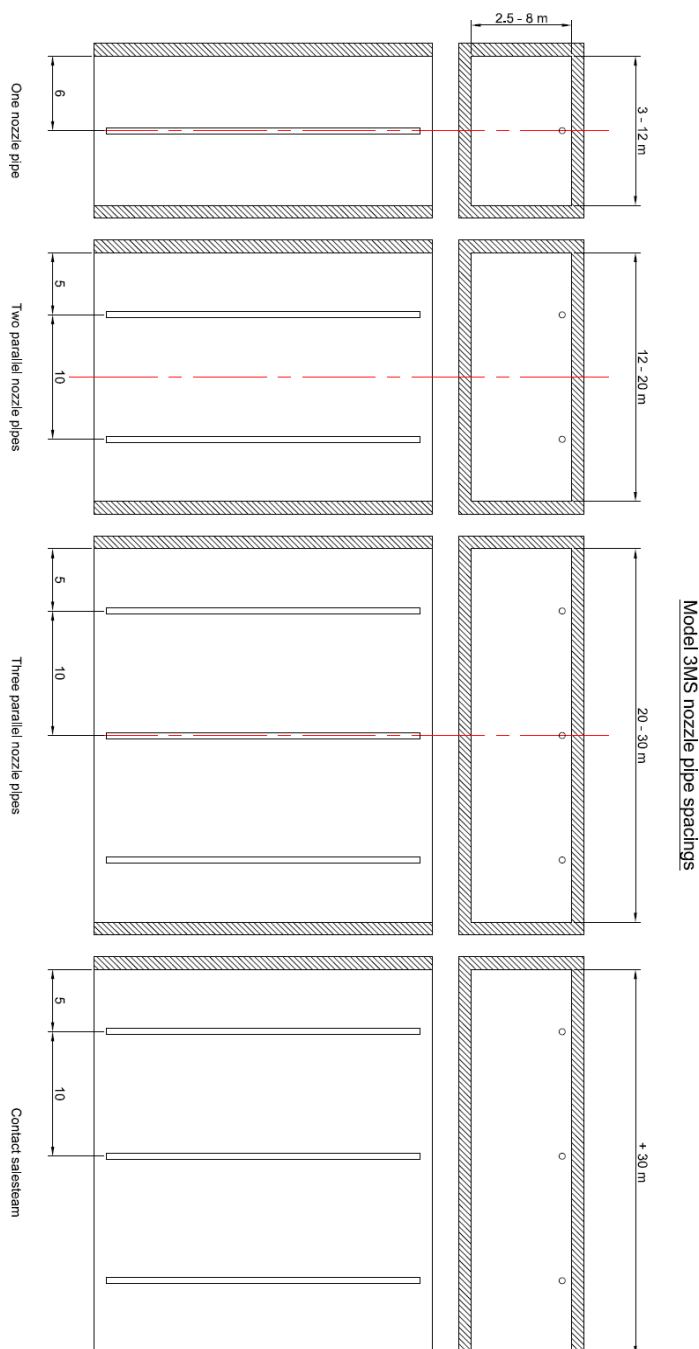 Model 3MS nozzle pipe spacings
2.5 - 8 m
3 - 12 m
12 - 20 m
20 - 30 m
+ 30 m
6
5
10
5
10
5
10
One nozzle pipe
Two parallel nozzle pipes
Three parallel nozzle pipes
Contact salesteam